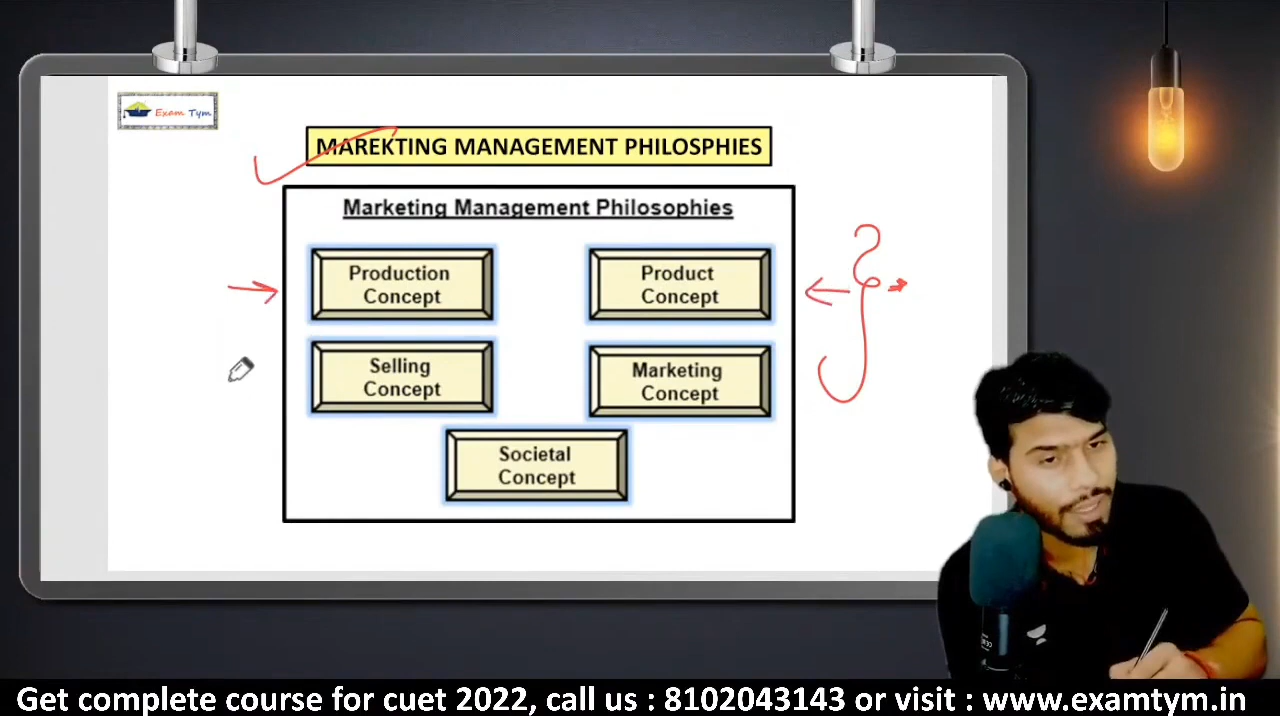 Exam Tym
MAREKTING MANAGEMENT PHILOSPHIES
Marketing Management Philosophies
Production
Concept
Product
Concept
Selling
Concept
Marketing
Concept
Societal
Concept
Get complete course for cuet 2022, call us : 8102043143 or visit : www.examtym.in